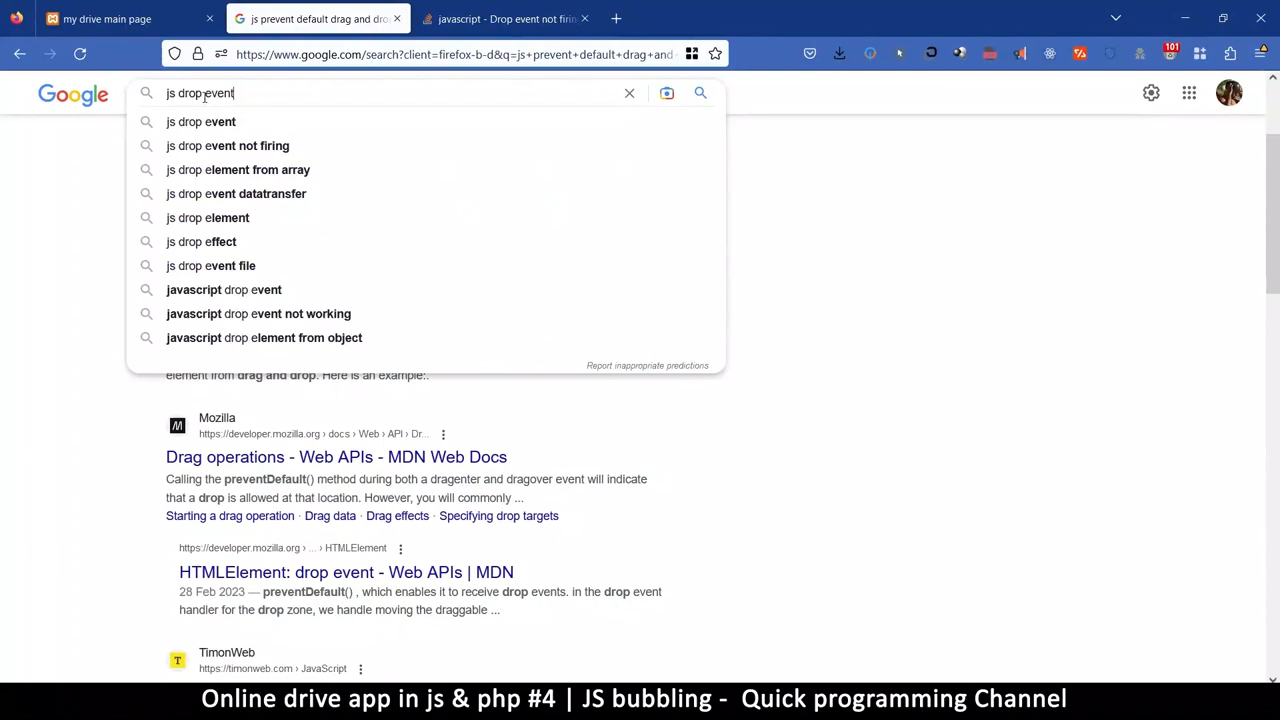 my drive main page
js prevent default drag and dro
javascript - Drop event not firin
https://www.google.com/search?client=firefox-b-d&q=js+prevent+default+drag+and-
101
Google
js drop event
js drop event
js drop event not firing
js drop element from array
js drop event datatransfer
js drop element
js drop effect
js drop event file
javascript drop event
javascript drop event not working
javascript drop element from object
Report inappropriate predictions
element from drag and drop. Here is an example:.
Mozilla
https://developer.mozilla.org › docs › Web › API › Dr...
Drag operations - Web APIs - MDN Web Docs
Calling the preventDefault() method during both a dragenter and dragover event will indicate
that a drop is allowed at that location. However, you will commonly ...
Starting a drag operation · Drag data · Drag effects · Specifying drop targets
https://developer.mozilla.org › ... › HTMLElement
HTMLElement: drop event - Web APIs | MDN
28 Feb 2023 — preventDefault() , which enables it to receive drop events. in the drop event
handler for the drop zone, we handle moving the draggable ...
T
TimonWeb
https://timonweb.com › JavaScript
Online drive app in js & php #4 | JS bubbling - Quick programming Channel